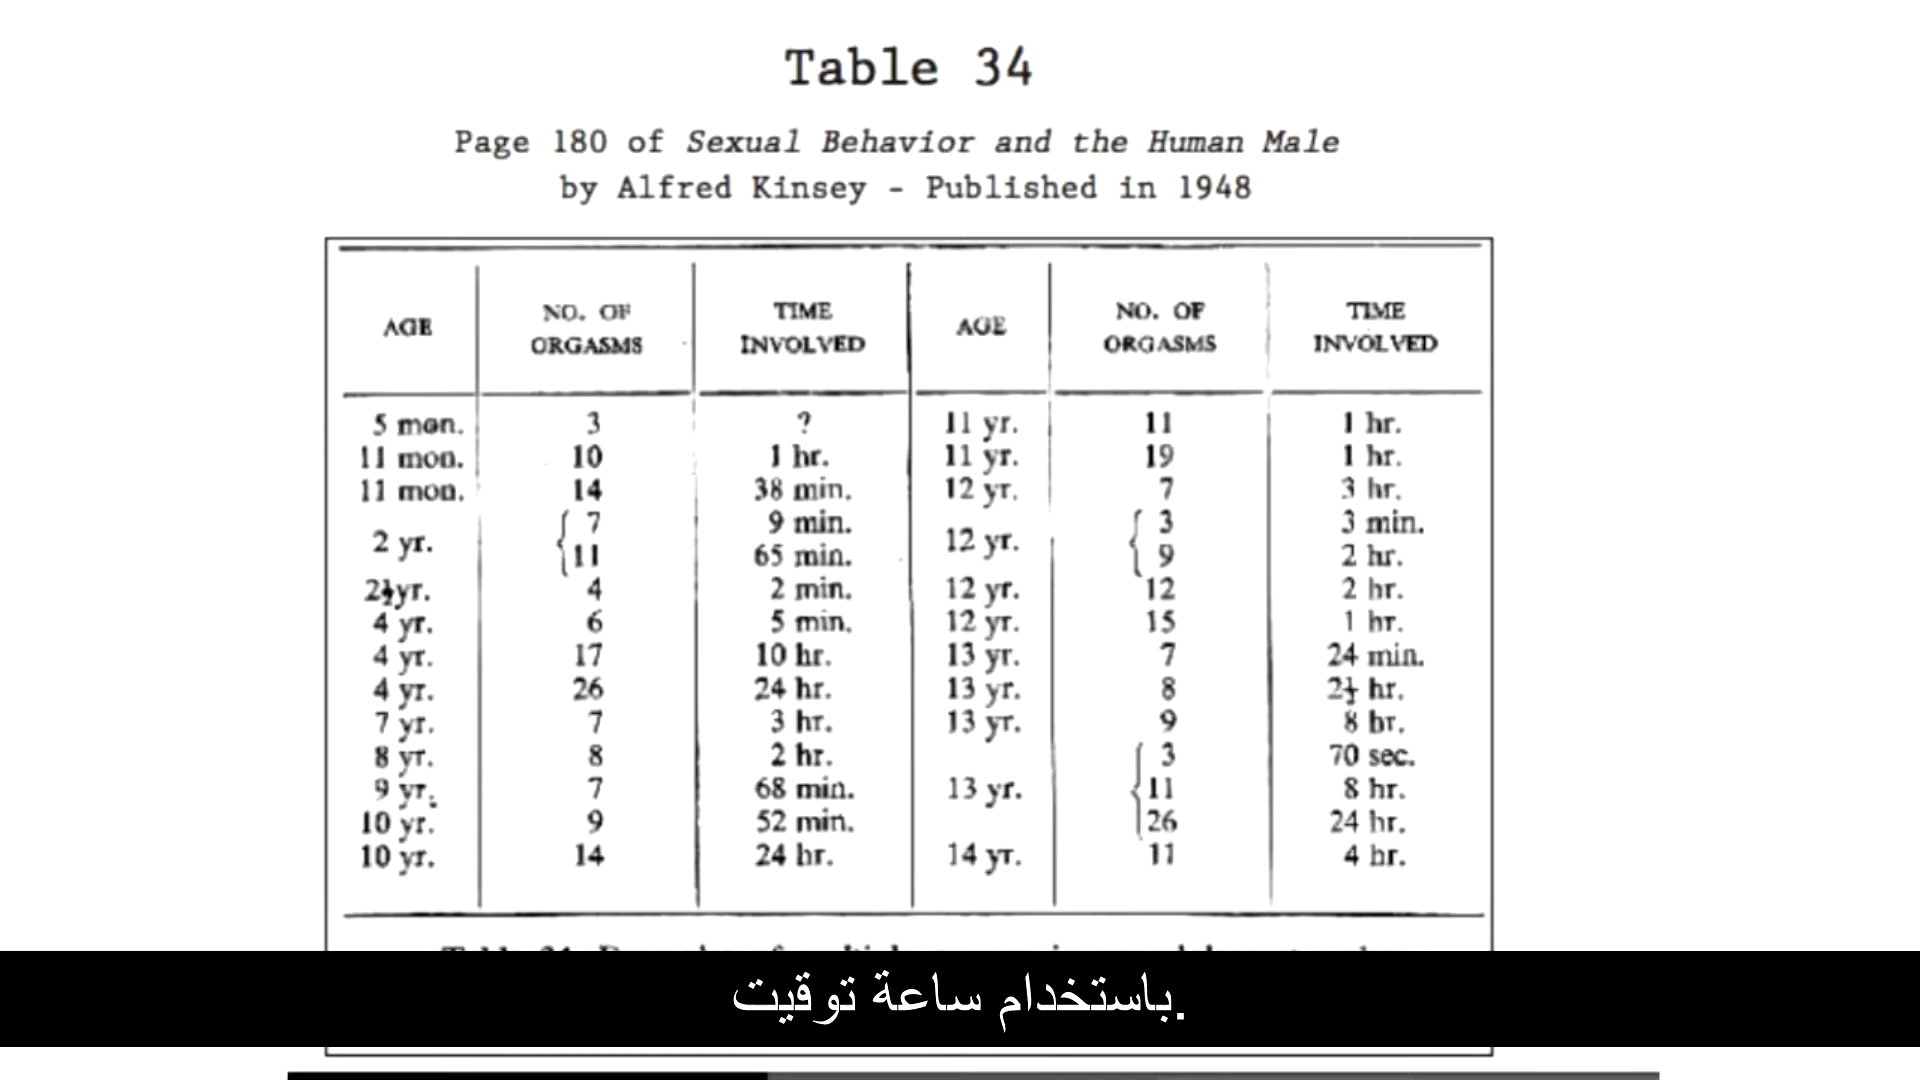 Table 34
Page 180 of Sexual Behavior and the Human Male
by Alfred Kinsey - Published in 1948
AGE NO. OF ORGASMS TIME INVOLVED AGE NO. OF ORGASMS TIME INVOLVED
5 mon. 3 ? 11 yr. 11 1 hr.
11 mon. 10 1 hr. 11 yr. 19 1 hr.
11 mon. 14 38 min. 12 yr. 7 3 hr.
2 yr. { 7 9 min. 12 yr. { 3 3 min.
11 65 min. 9 2 hr.
2½ yr. 4 2 min. 12 yr. 12 2 hr.
4 yr. 6 5 min. 12 yr. 15 1 hr.
4 yr. 17 10 hr. 13 yr. 7 24 min.
4 yr. 26 24 hr. 13 yr. 8 2½ hr.
7 yr. 7 3 hr. 13 yr. 9 8 hr.
8 yr. 8 2 hr. { 3 70 sec.
9 yr. 7 68 min. 13 yr. 11 8 hr.
10 yr. 9 52 min. 26 24 hr.
10 yr. 14 24 hr. 14 yr. 11 4 hr.
باستخدام ساعة توقيت.